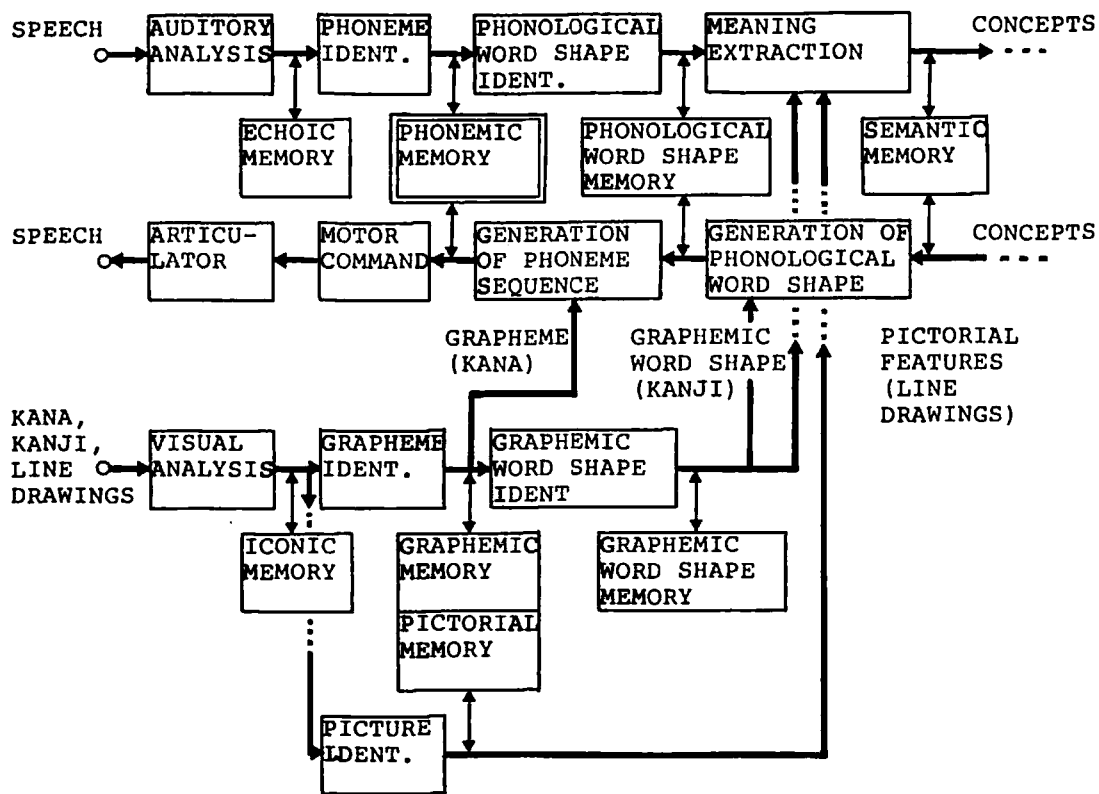 SPEECH
AUDITORY
ANALYSIS
PHONEME
IDENT.
PHONOLOGICAL
WORD SHAPE
IDENT.
MEANING
EXTRACTION
CONCEPTS
ECHOIC
MEMORY
PHONEMIC
MEMORY
PHONOLOGICAL
WORD SHAPE
MEMORY
SEMANTIC
MEMORY
SPEECH
ARTICU-
LATOR
MOTOR
COMMAND
GENERATION
OF PHONEME
SEQUENCE
GENERATION OF
PHONOLOGICAL
WORD SHAPE
CONCEPTS
GRAPHEME
(KANA)
GRAPHEMIC
WORD SHAPE
(KANJI)
PICTORIAL
FEATURES
(LINE
DRAWINGS)
KANA,
KANJI,
LINE
DRAWINGS
VISUAL
ANALYSIS
GRAPHEME
IDENT.
GRAPHEMIC
WORD SHAPE
IDENT
ICONIC
MEMORY
GRAPHEMIC
MEMORY
PICTORIAL
MEMORY
GRAPHEMIC
WORD SHAPE
MEMORY
PICTURE
IDENT.